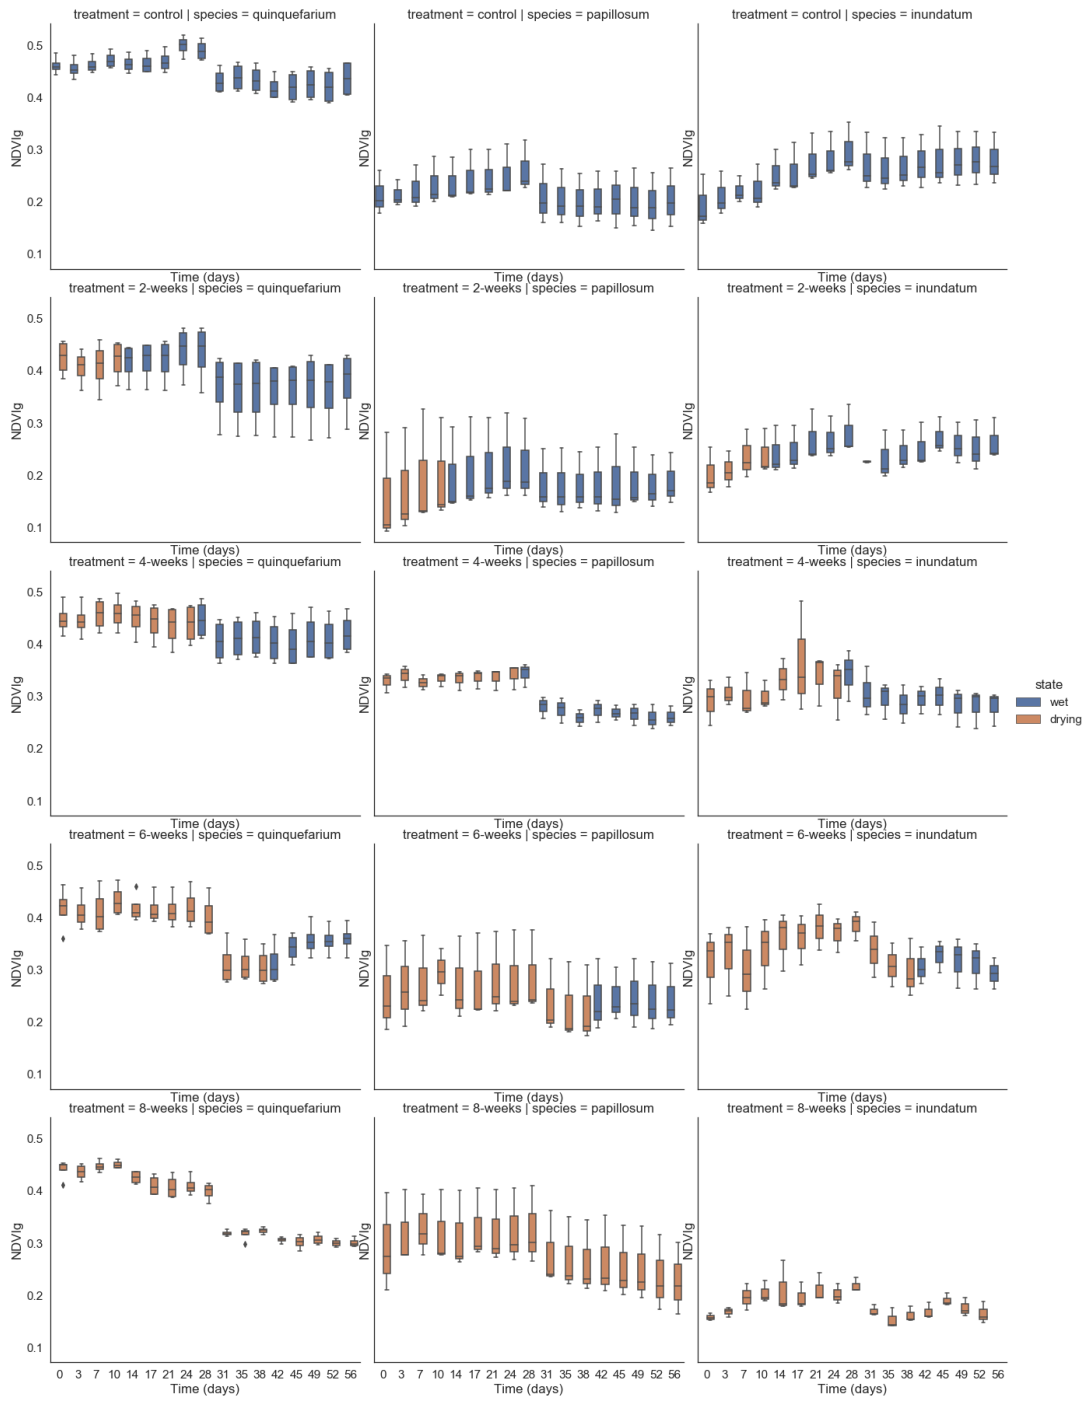 treatment = control | species = quinquefarium
treatment = control | species = papillosum
treatment = control | species = inundatum
0.5
0.4
0.3
0.2
0.1
NDVIg
NDVIg
NDVIg
Time (days)
Time (days)
Time (days)
treatment = 2-weeks | species = quinquefarium
treatment = 2-weeks | species = papillosum
treatment = 2-weeks | species = inundatum
0.5
0.4
0.3
0.2
0.1
NDVIg
NDVIg
NDVIg
Time (days)
Time (days)
Time (days)
treatment = 4-weeks | species = quinquefarium
treatment = 4-weeks | species = papillosum
treatment = 4-weeks | species = inundatum
0.5
0.4
0.3
0.2
0.1
NDVIg
NDVIg
NDVIg
state
wet
drying
Time (days)
Time (days)
Time (days)
treatment = 6-weeks | species = quinquefarium
treatment = 6-weeks | species = papillosum
treatment = 6-weeks | species = inundatum
0.5
0.4
0.3
0.2
0.1
NDVIg
NDVIg
NDVIg
Time (days)
Time (days)
Time (days)
treatment = 8-weeks | species = quinquefarium
treatment = 8-weeks | species = papillosum
treatment = 8-weeks | species = inundatum
0.5
0.4
0.3
0.2
0.1
NDVIg
NDVIg
NDVIg
0 3 7 10 14 17 21 24 28 31 35 38 42 45 49 52 56
0 3 7 10 14 17 21 24 28 31 35 38 42 45 49 52 56
0 3 7 10 14 17 21 24 28 31 35 38 42 45 49 52 56
Time (days)
Time (days)
Time (days)